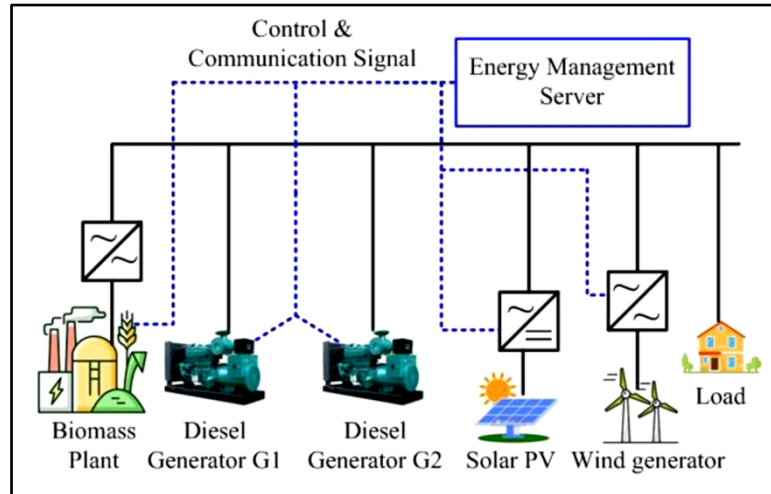 Control &
Communication Signal
Energy Management
Server
Biomass
Plant
Diesel
Generator G1
Diesel
Generator G2
Solar PV
Wind generator
Load